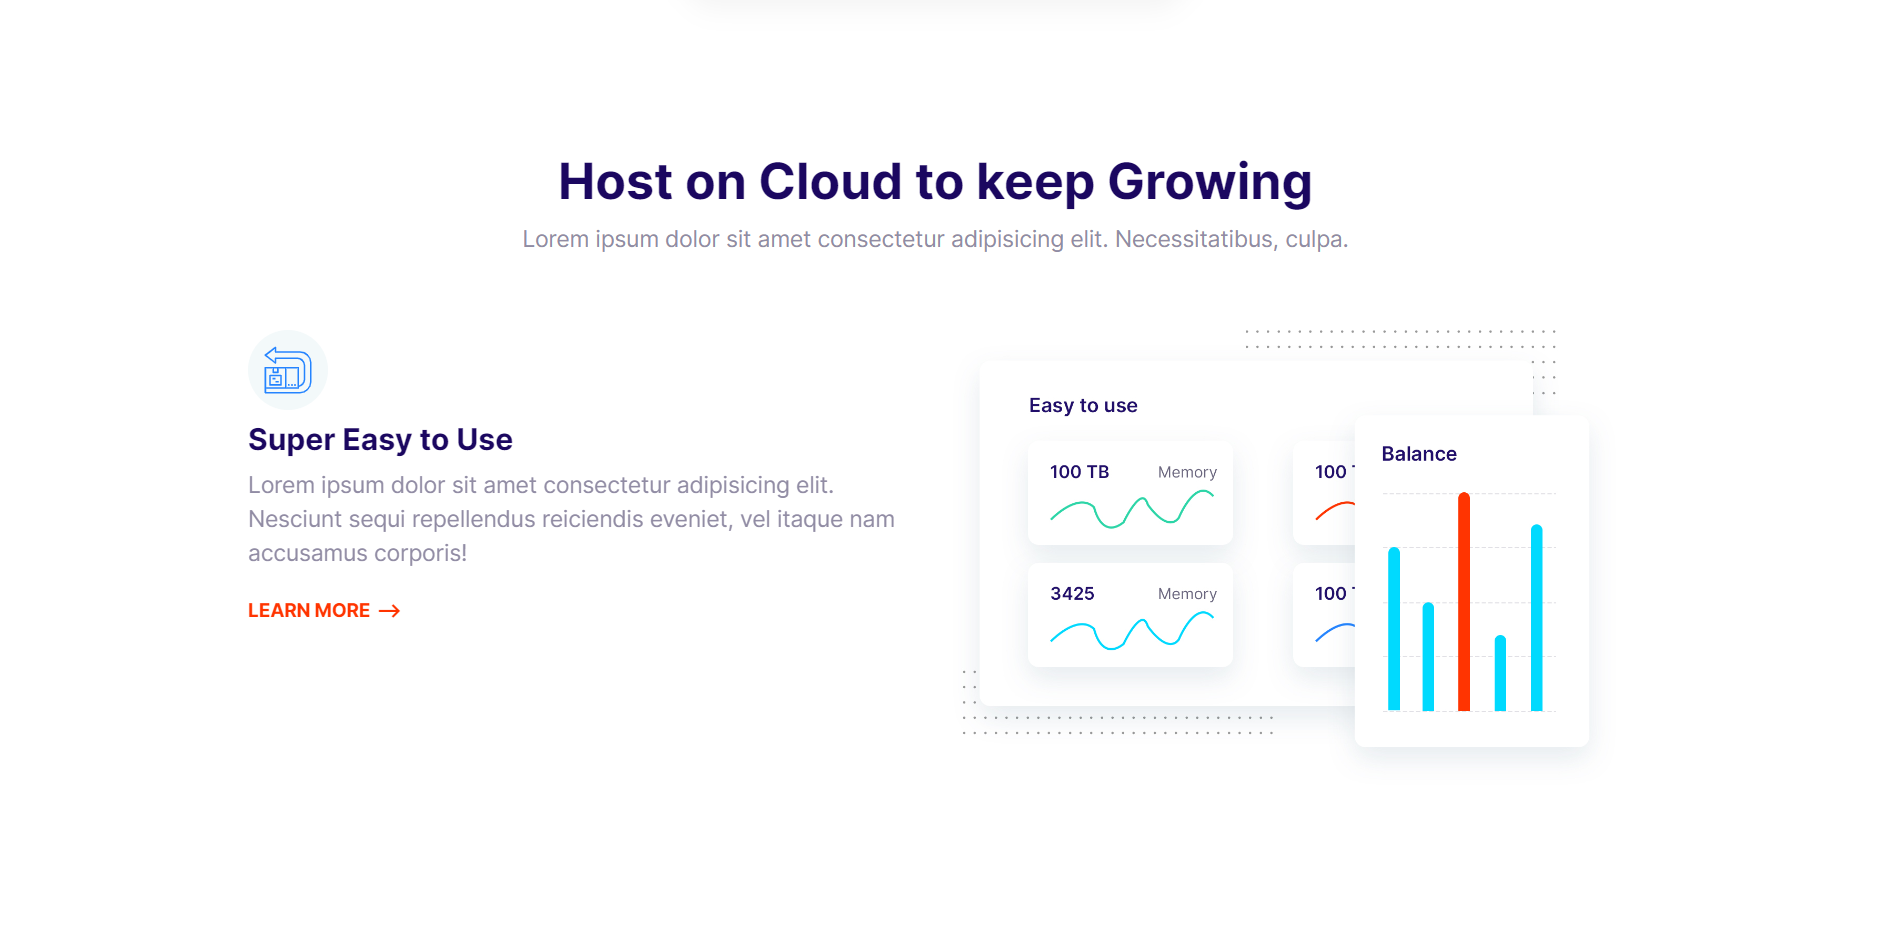 Host on Cloud to keep Growing
Lorem ipsum dolor sit amet consectetur adipisicing elit. Necessitatibus, culpa.
Super Easy to Use
Lorem ipsum dolor sit amet consectetur adipisicing elit.
Nesciunt sequi repellendus reiciendis eveniet, vel itaque nam
accusamus corporis!
LEARN MORE →
Easy to use
100 TB Memory
100
3425 Memory
100
Balance